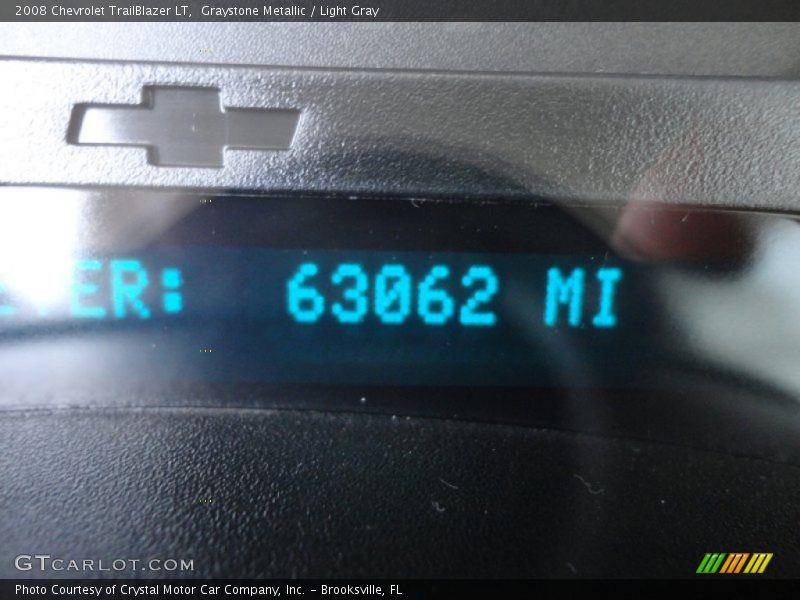 2008 Chevrolet TrailBlazer LT,  Graystone Metallic / Light Gray
63062 MI
GTCARLOT.COM
Photo Courtesy of Crystal Motor Car Company, Inc. - Brooksville, FL